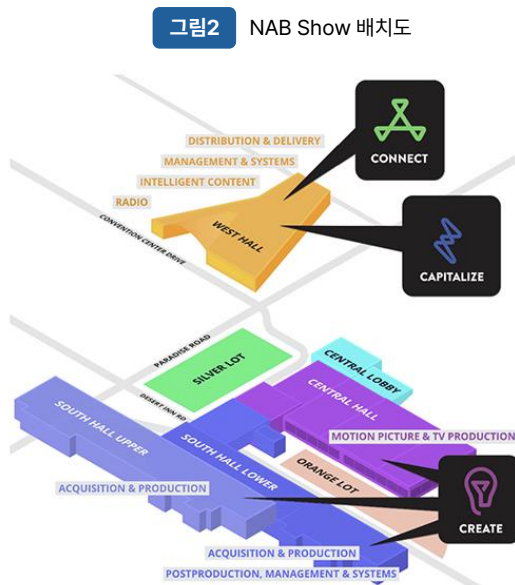 그림2 NAB Show 배치도
DISTRIBUTION & DELIVERY
CONNECT
MANAGEMENT & SYSTEMS
INTELLIGENT CONTENT
RADIO
WEST HALL
CONVENTION CENTER DRIVE
CAPITALIZE
PARADISE ROAD
SILVER LOT
CENTRAL LOBBY
DESERT INN RD
CENTRAL HALL
SOUTH HALL UPPER
SOUTH HALL LOWER
MOTION PICTURE & TV PRODUCTION
ORANGE LOT
ACQUISITION & PRODUCTION
CREATE
ACQUISITION & PRODUCTION
POSTPRODUCTION, MANAGEMENT & SYSTEMS